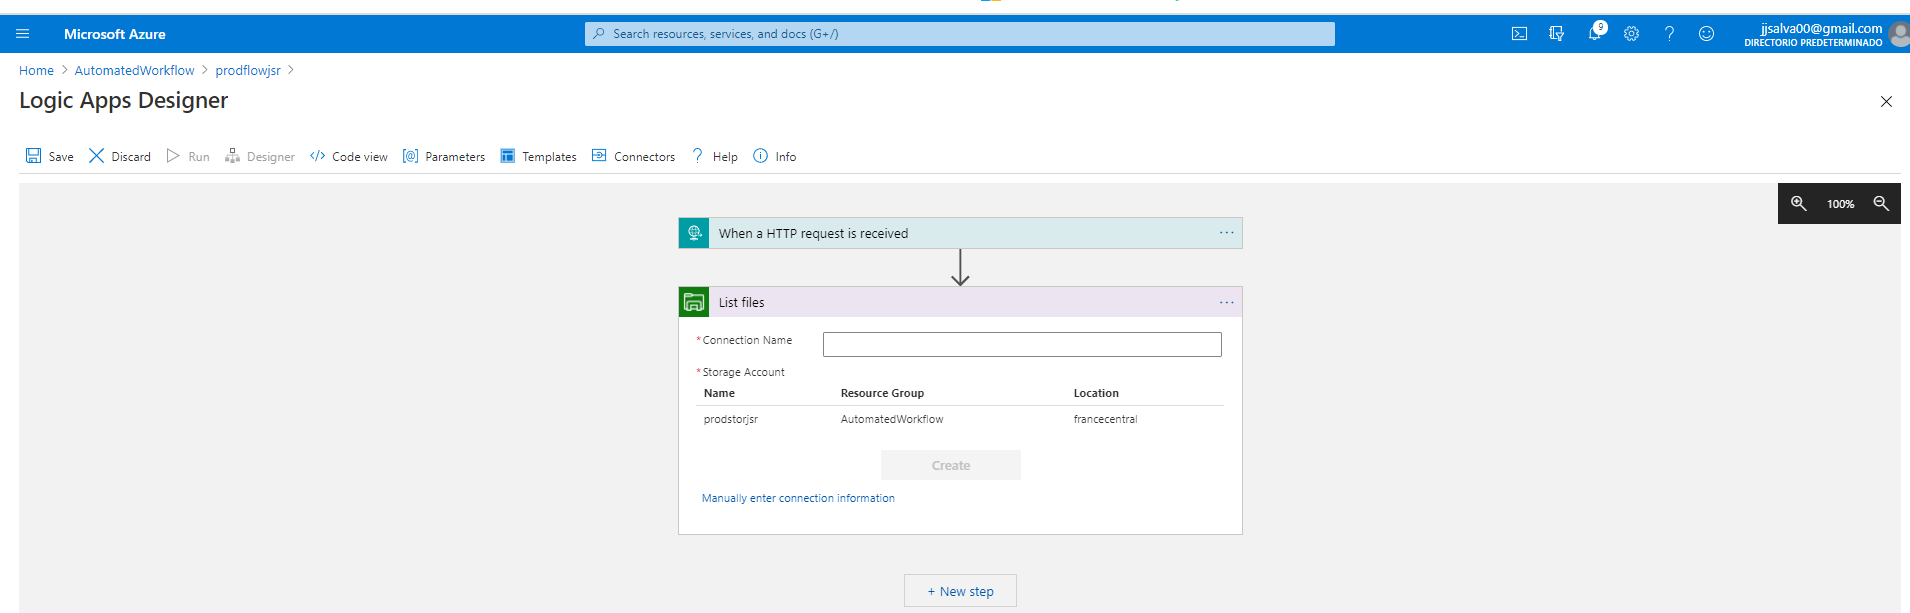 Microsoft Azure
Search resources, services, and docs (G+/)
9
jjsalva00@gmail.com
DIRECTORIO PREDETERMINADO
Home > AutomatedWorkflow > prodflowjsr >
Logic Apps Designer
Save Discard Run Designer Code view Parameters Templates Connectors Help Info
100%
When a HTTP request is received
List files
* Connection Name
* Storage Account
Name Resource Group Location
prodstorjsr AutomatedWorkflow francecentral
Create
Manually enter connection information
+ New step